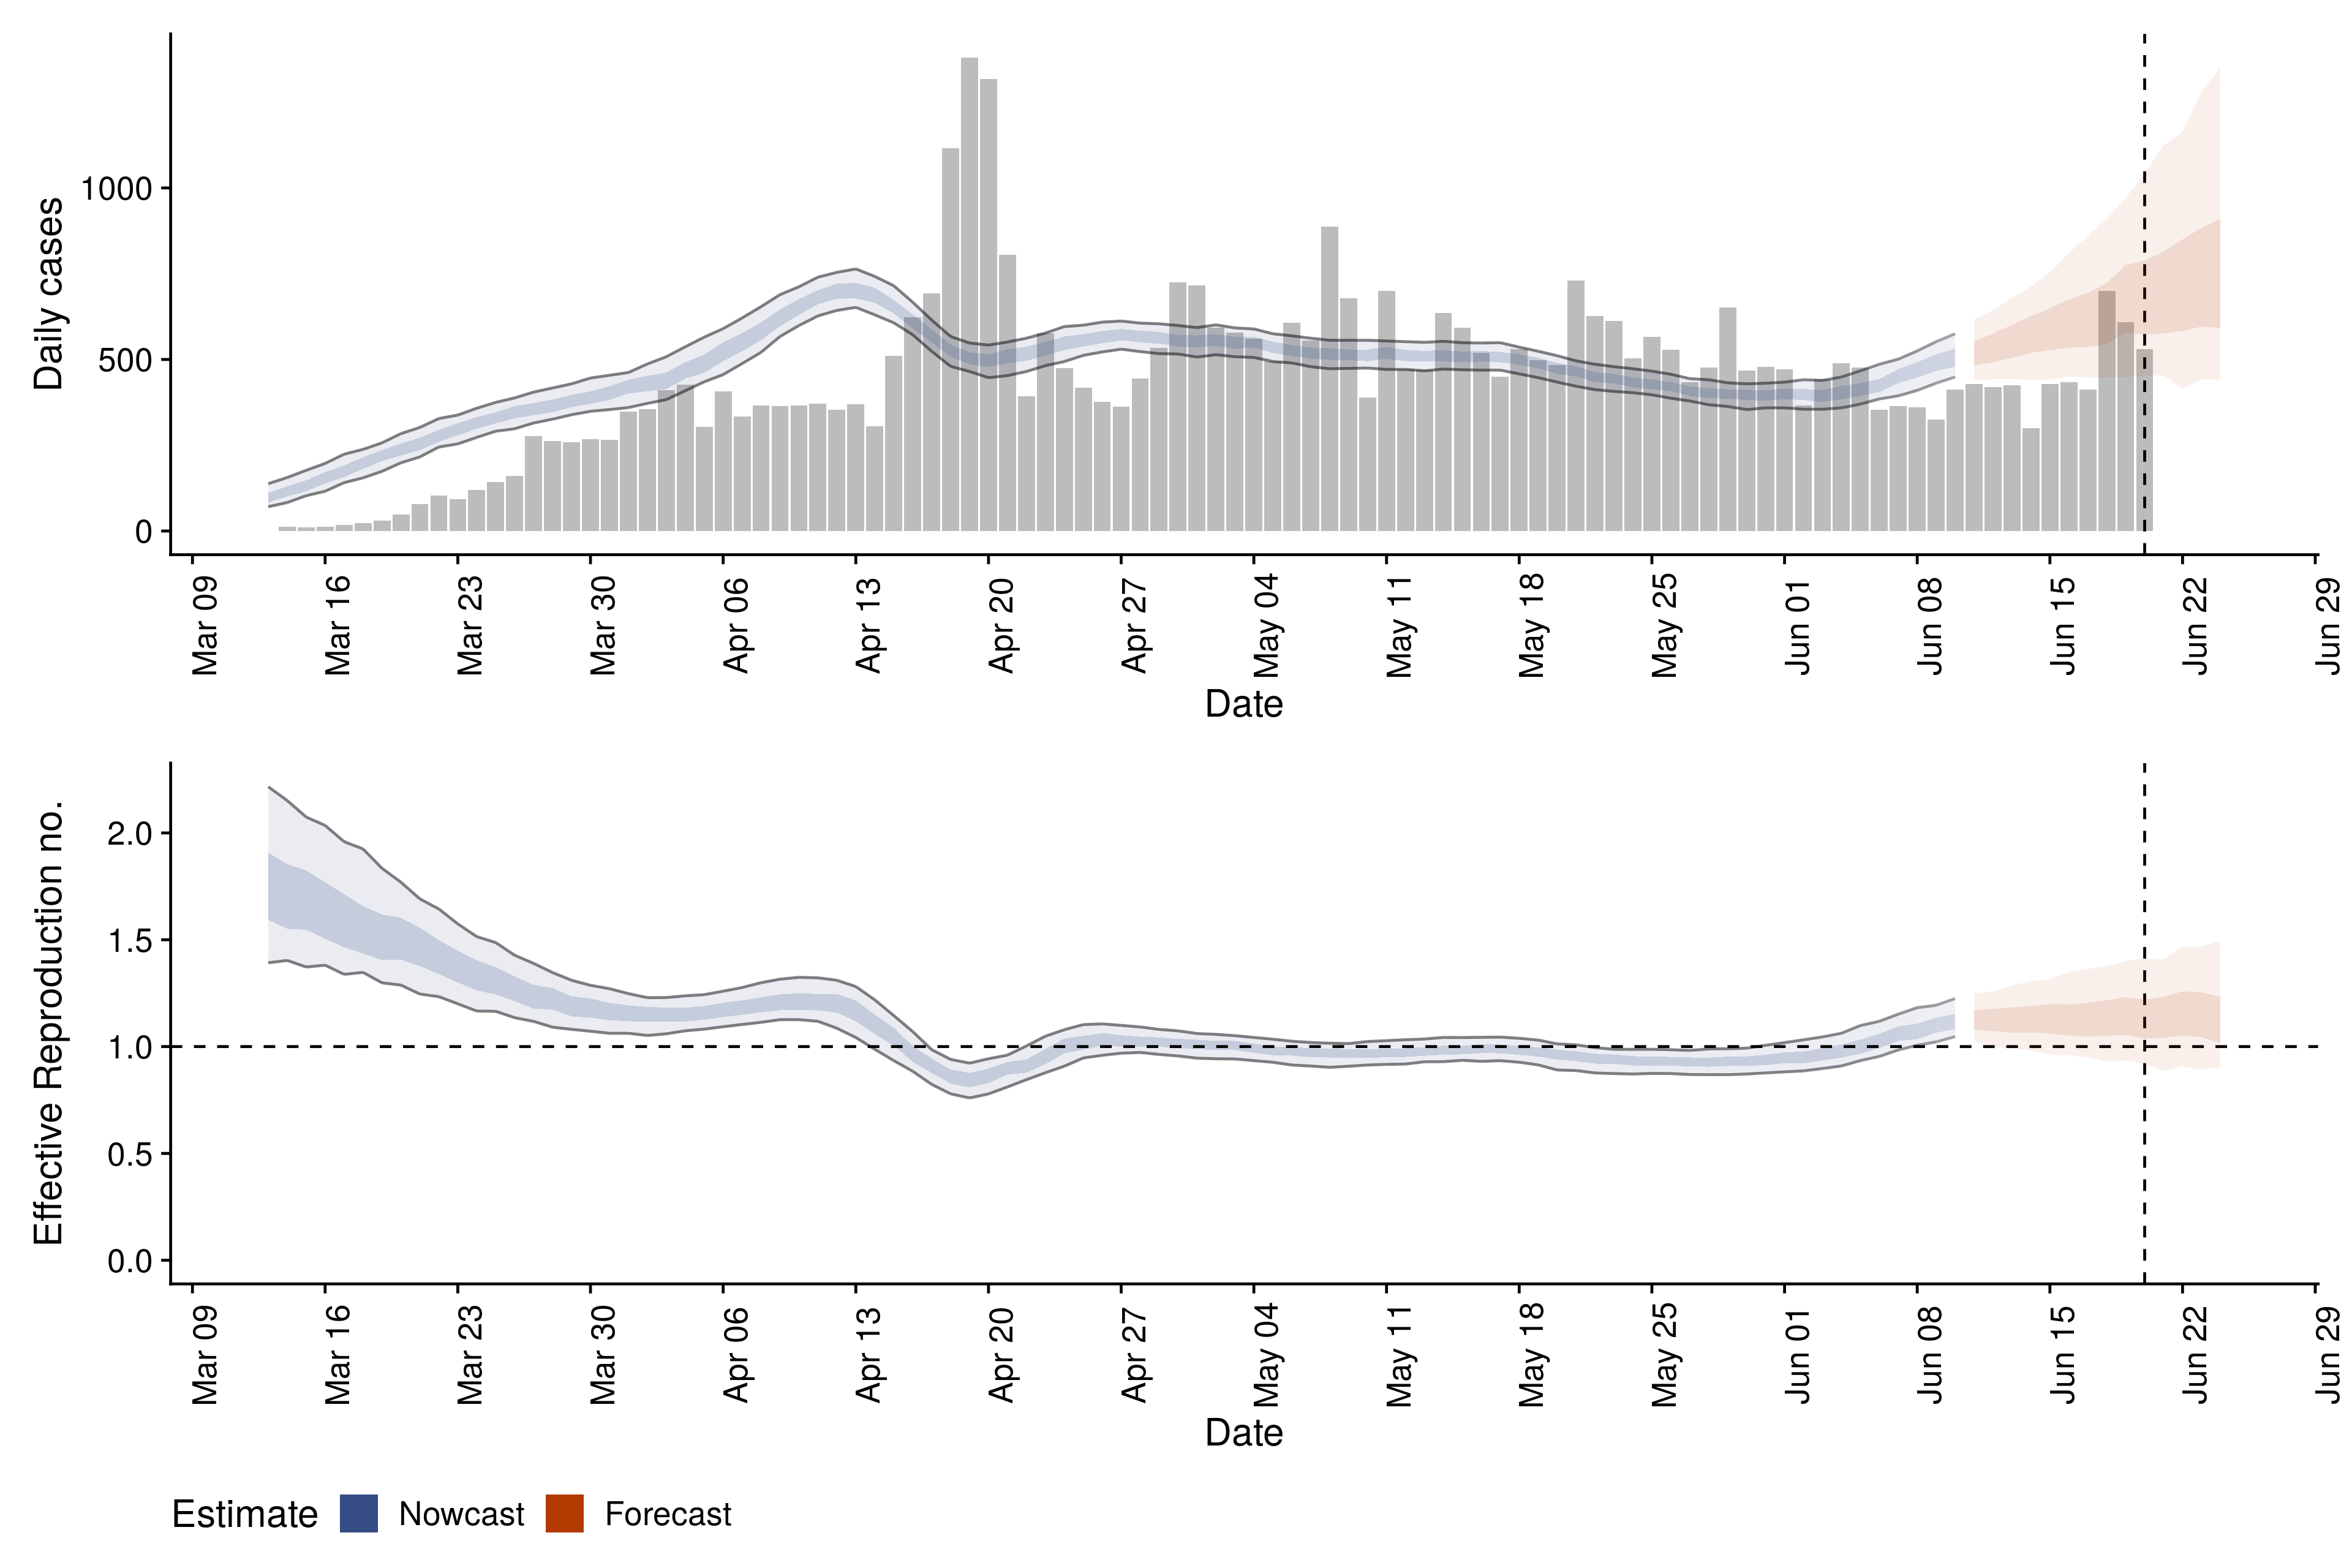 Daily cases
1000
500
0
Mar 09 Mar 16 Mar 23 Mar 30 Apr 06 Apr 13 Apr 20 Apr 27 May 04 May 11 May 18 May 25 Jun 01 Jun 08 Jun 15 Jun 22 Jun 29
Date
Effective Reproduction no.
2.0
1.5
1.0
0.5
0.0
Mar 09 Mar 16 Mar 23 Mar 30 Apr 06 Apr 13 Apr 20 Apr 27 May 04 May 11 May 18 May 25 Jun 01 Jun 08 Jun 15 Jun 22 Jun 29
Date
Estimate Nowcast Forecast